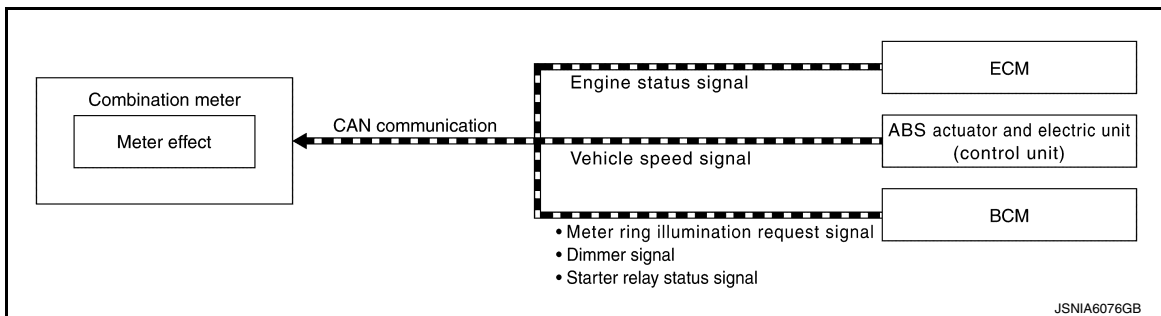 Combination meter
Meter effect
CAN communication
Engine status signal
ECM
Vehicle speed signal
ABS actuator and electric unit
(control unit)
BCM
• Meter ring illumination request signal
• Dimmer signal
• Starter relay status signal
JSNIA6076GB